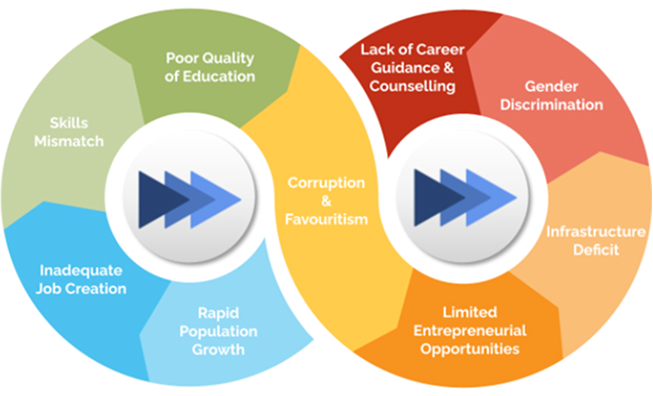 Poor Quality
of Education
Skills
Mismatch
Inadequate
Job Creation
Rapid
Population
Growth
Corruption
&
Favouritism
Lack of Career
Guidance &
Counselling
Gender
Discrimination
Infrastructure
Deficit
Limited
Entrepreneurial
Opportunities